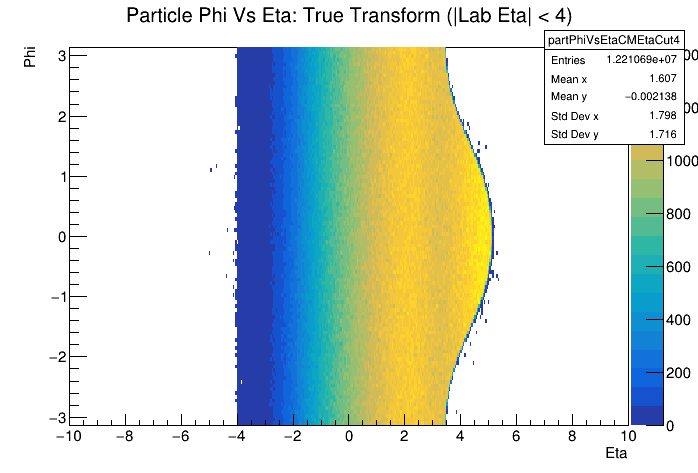 Particle Phi Vs Eta: True Transform (|Lab Eta| < 4)
partPhiVsEtaCMEtaCut4
Entries 1.221069e+07
Mean x 1.607
Mean y −0.002138
Std Dev x 1.798
Std Dev y 1.716
Phi
3
2
1
0
−1
−2
−3
−10 −8 −6 −4 −2 0 2 4 6 8 10
Eta
1000
800
600
400
200
0